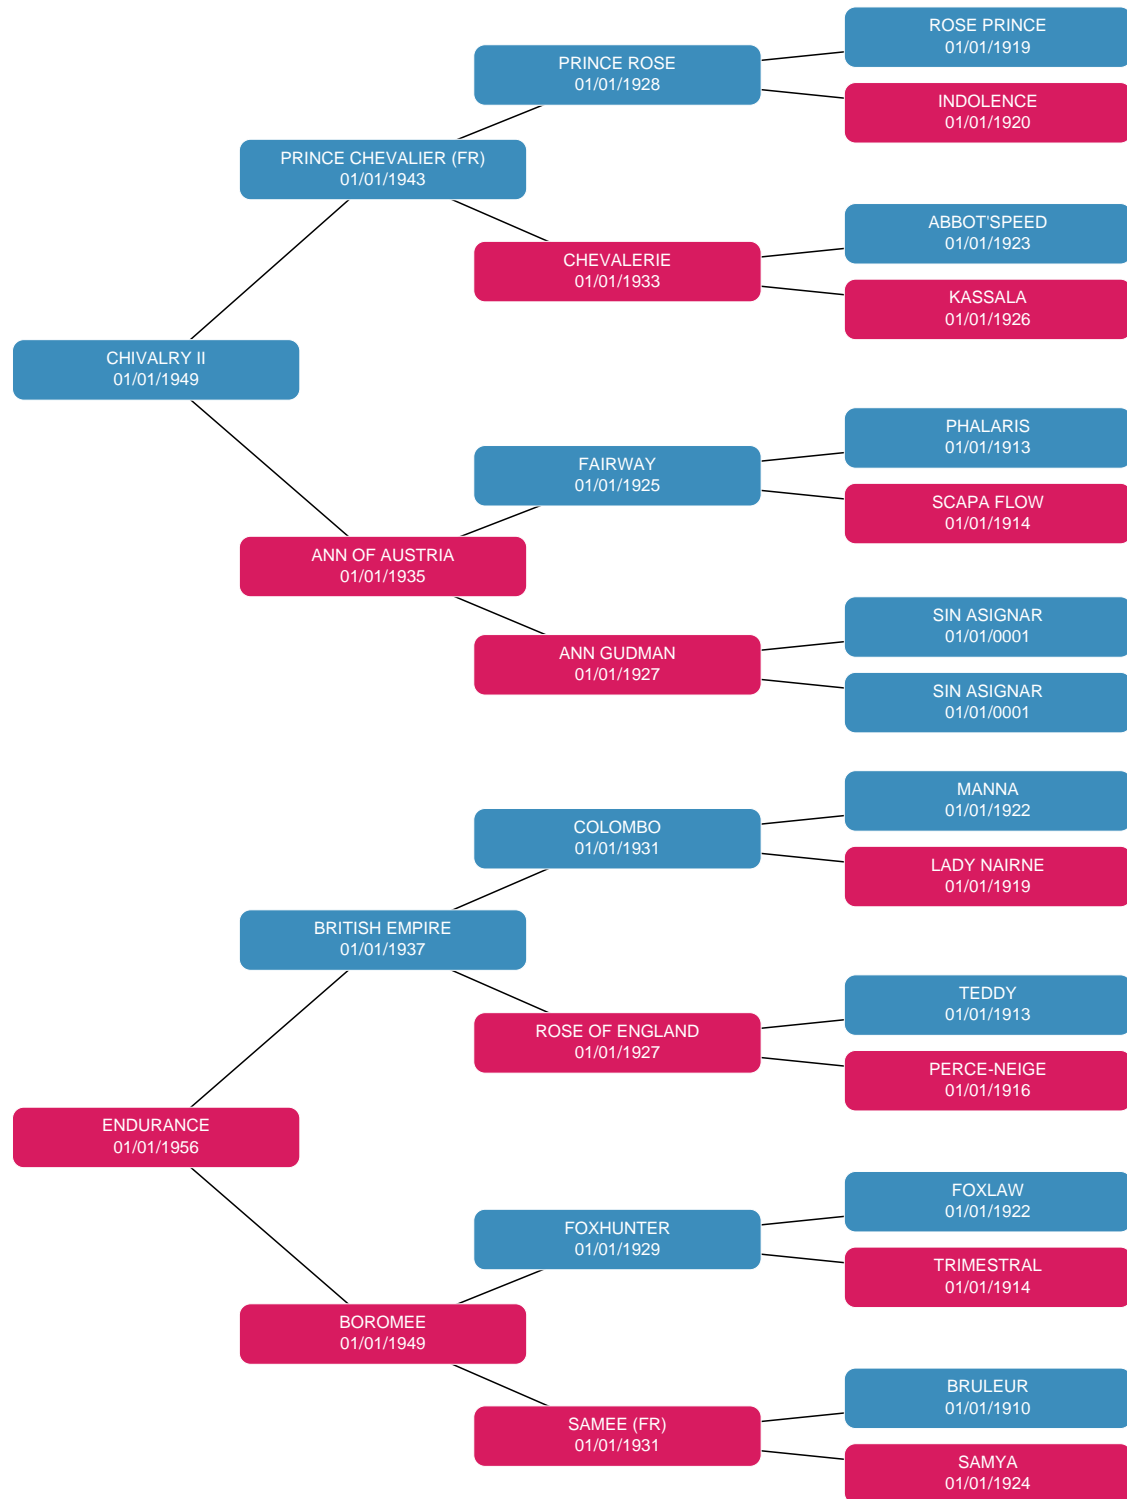 ROSE PRINCE
01/01/1919
PRINCE ROSE
01/01/1928
INDOLENCE
01/01/1920
PRINCE CHEVALIER (FR)
01/01/1943
ABBOT'SPEED
01/01/1923
CHEVALERIE
01/01/1933
KASSALA
01/01/1926
CHIVALRY II
01/01/1949
PHALARIS
01/01/1913
FAIRWAY
01/01/1925
SCAPA FLOW
01/01/1914
ANN OF AUSTRIA
01/01/1935
SIN ASIGNAR
01/01/0001
ANN GUDMAN
01/01/1927
SIN ASIGNAR
01/01/0001
MANNA
01/01/1922
COLOMBO
01/01/1931
LADY NAIRNE
01/01/1919
BRITISH EMPIRE
01/01/1937
TEDDY
01/01/1913
ROSE OF ENGLAND
01/01/1927
PERCE-NEIGE
01/01/1916
ENDURANCE
01/01/1956
FOXLAW
01/01/1922
FOXHUNTER
01/01/1929
TRIMESTRAL
01/01/1914
BOROMEE
01/01/1949
BRULEUR
01/01/1910
SAMEE (FR)
01/01/1931
SAMYA
01/01/1924